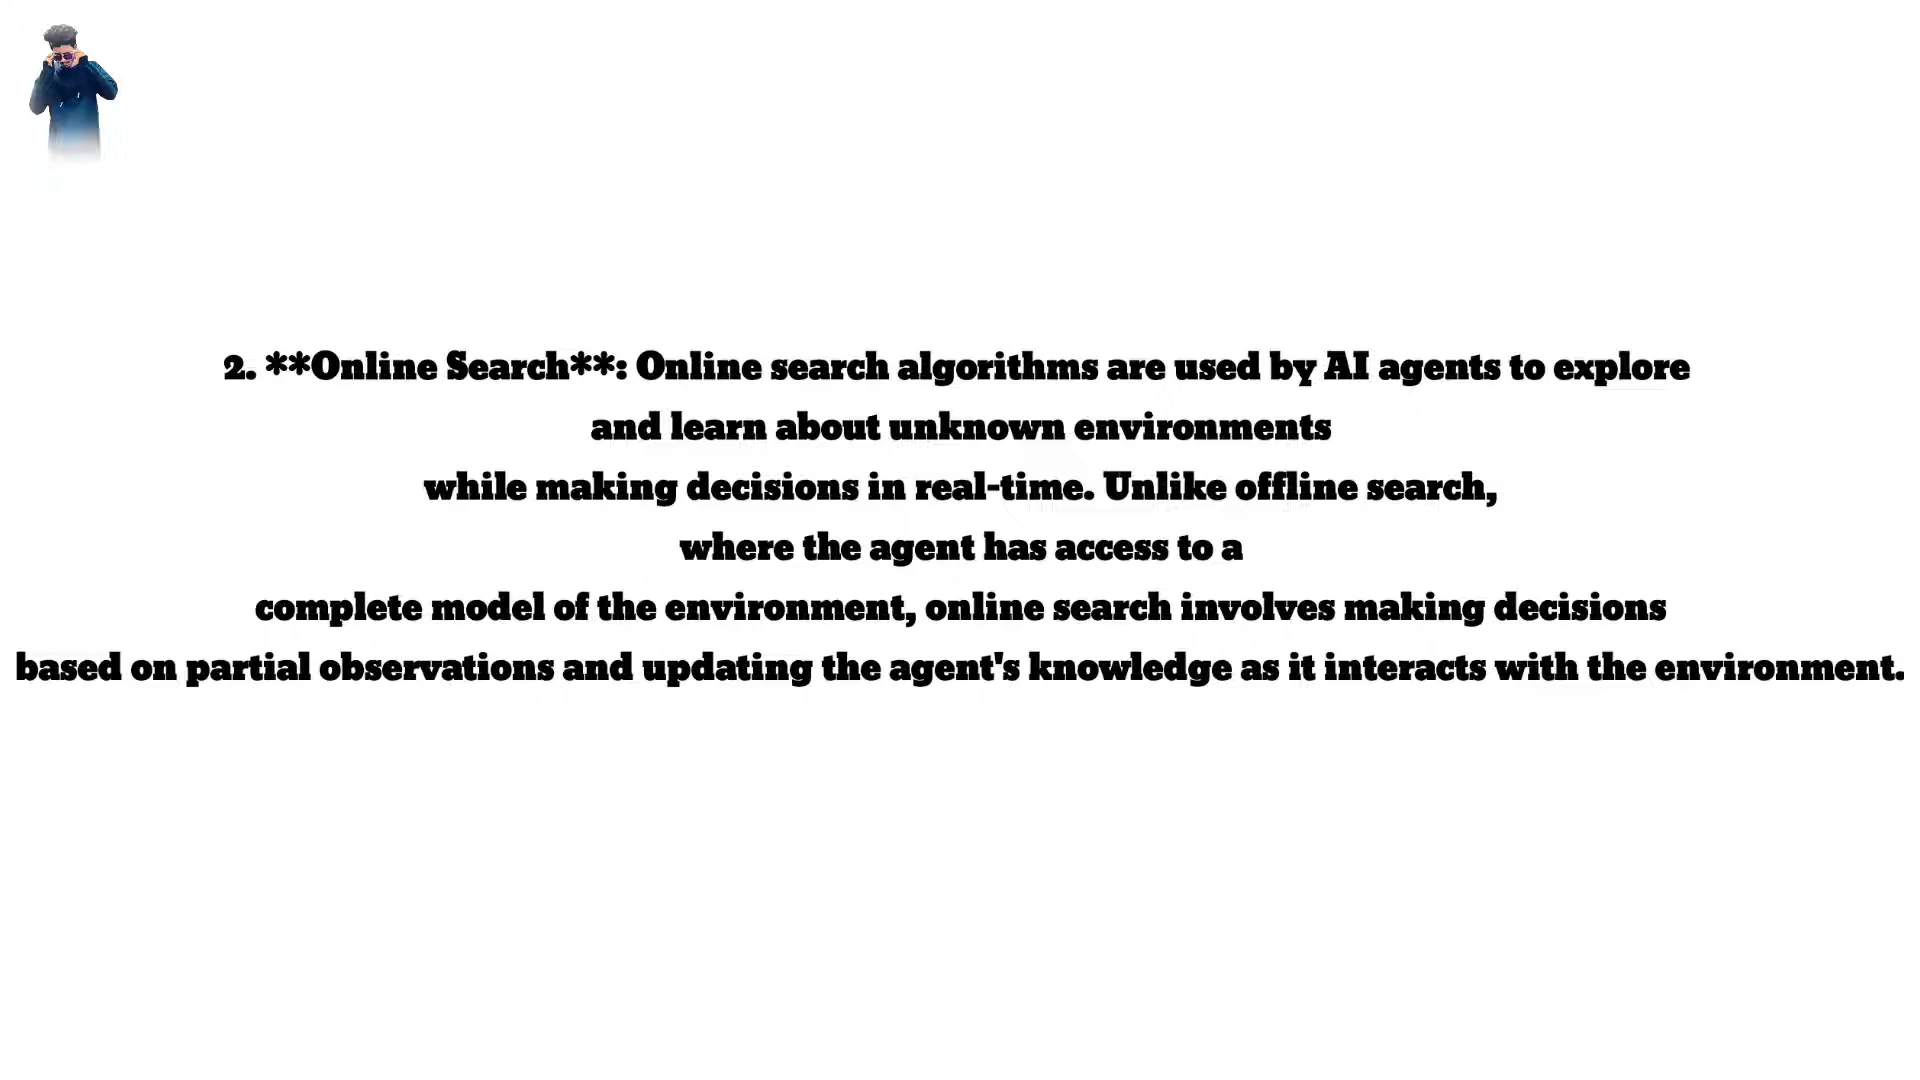 2. **Online Search**: Online search algorithms are used by AI agents to explore
and learn about unknown environments
while making decisions in real-time. Unlike offline search,
where the agent has access to a
complete model of the environment, online search involves making decisions
based on partial observations and updating the agent's knowledge as it interacts with the environment.